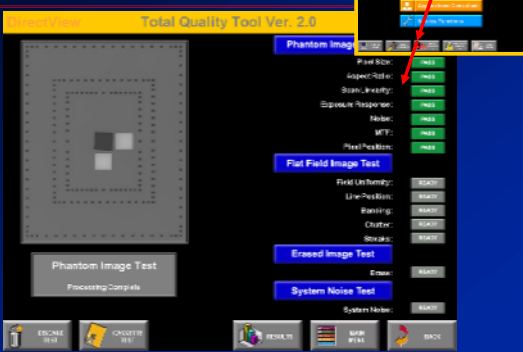 DirectView
Total Quality Tool Ver. 2.0
Phantom Image
Pixel Size: PASS
Aspect Ratio: PASS
Scan Linearity: PASS
Exposure Response: PASS
Noise: PASS
MTF: PASS
Pixel Position: PASS
Flat Field Image Test
Field Uniformity: READY
Line Position: READY
Banding: READY
Chatter: READY
Streaks: READY
Erased Image Test
Erase: READY
System Noise Test
System Noise: READY
Phantom Image Test
Processing Complete
CASSETTE
TEST
RESULTS
MAIN
MENU
BACK